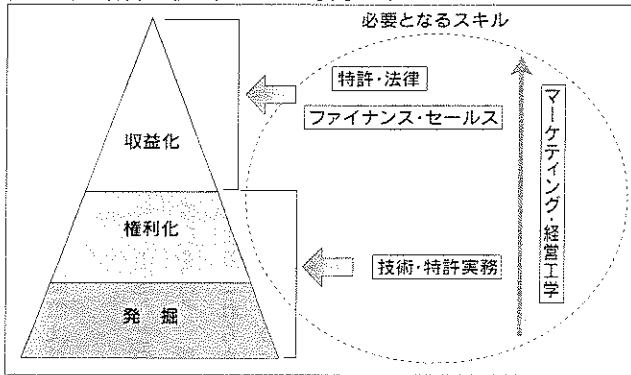 必要となるスキル
特許・法律
ファイナンス・セールス
収益化
権利化
技術・特許実務
発 掘
マーケティング・経営工学